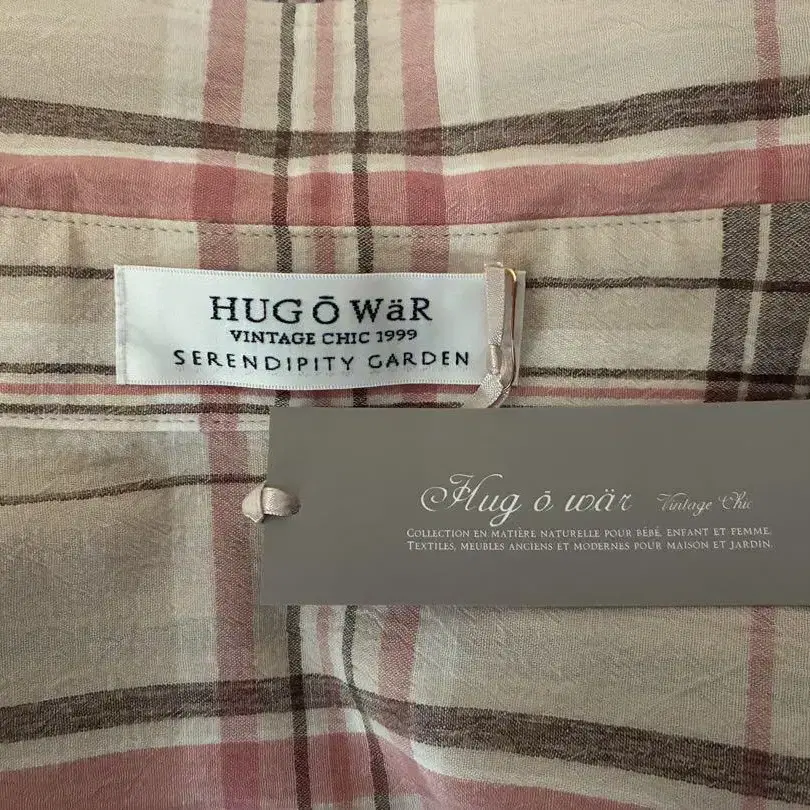 HUG Ō WäR
VINTAGE CHIC 1999
SERENDIPITY GARDEN
Hug ō wär Vintage Chic
COLLECTION EN MATIÈRE NATURELLE POUR BÉBÉ, ENFANT ET FEMME,
TEXTILES, MEUBLES ANCIENS ET MODERNES POUR MAISON ET JARDIN.